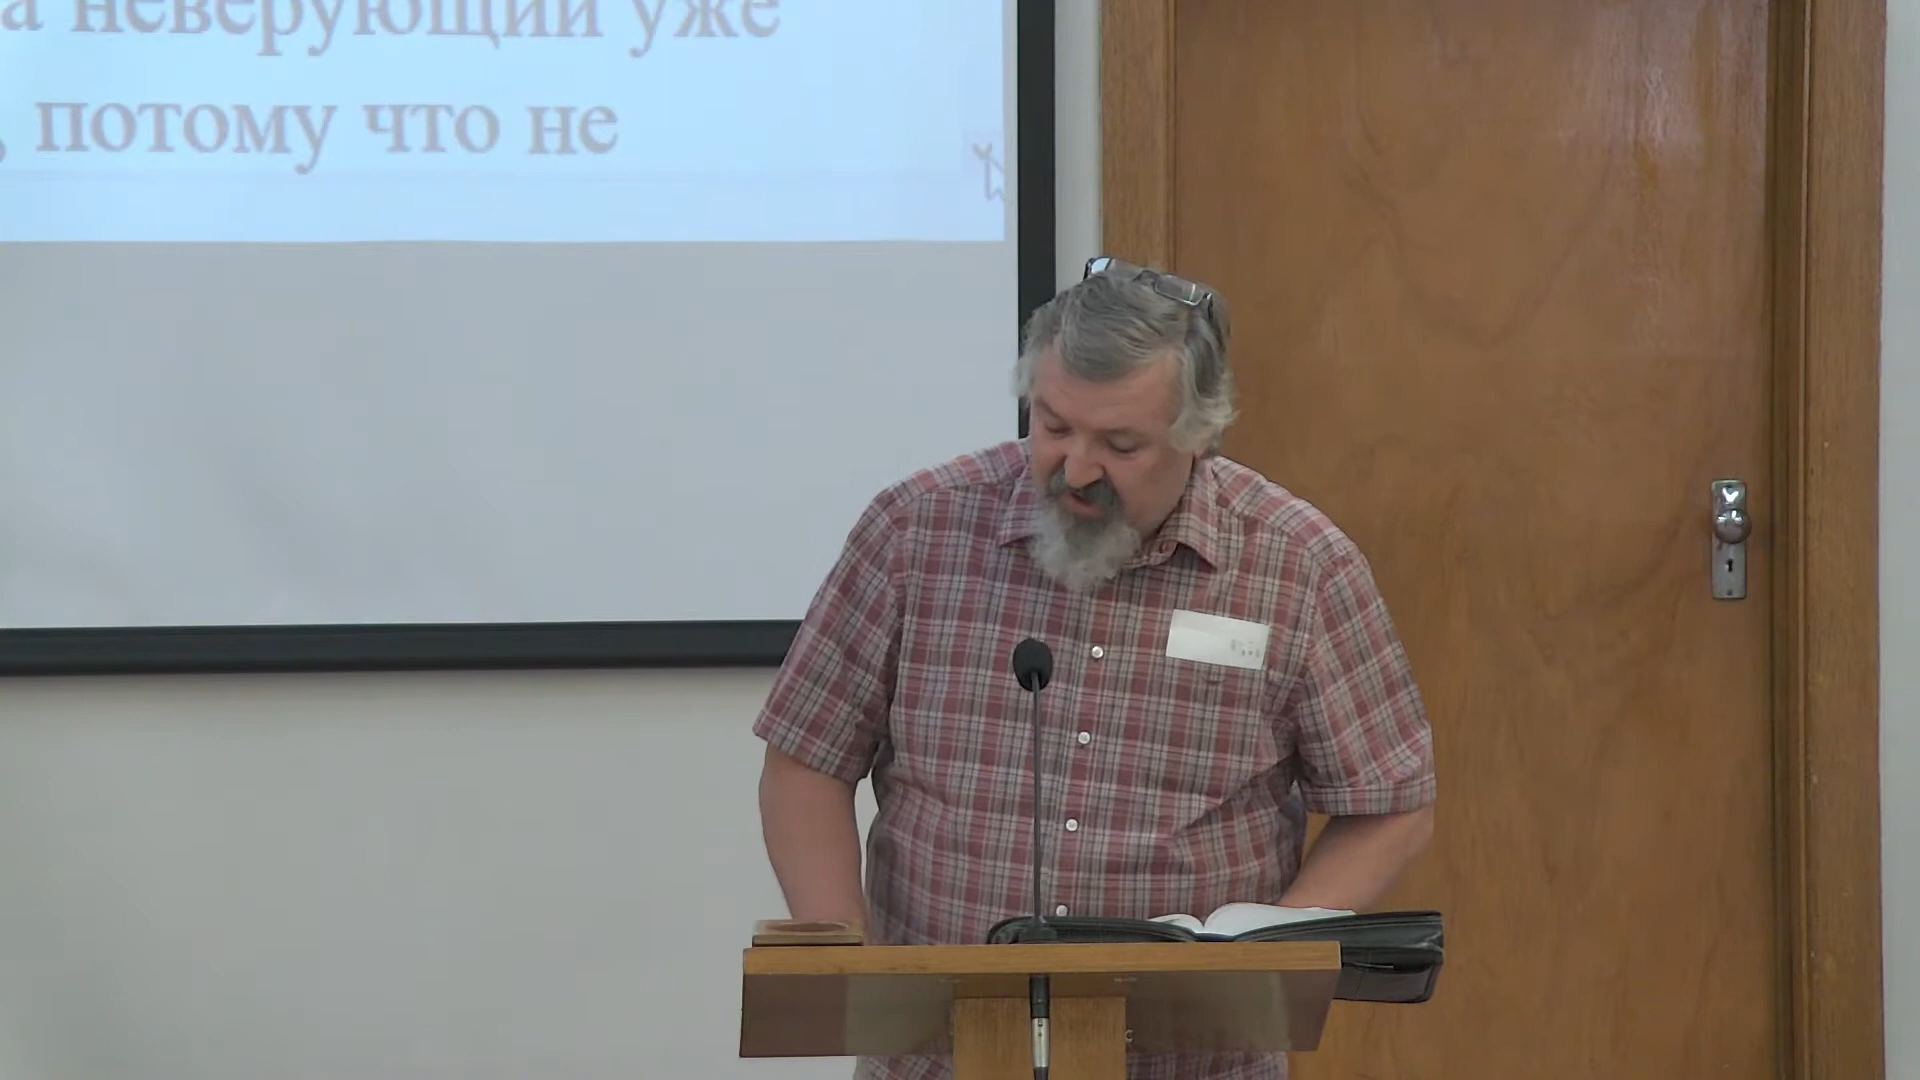 а неверующий уже
, потому что не